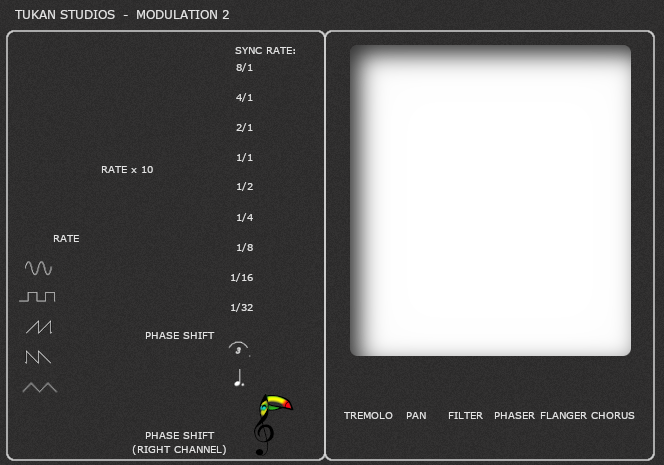 TUKAN STUDIOS - MODULATION 2
SYNC RATE:
8/1
4/1
2/1
1/1
RATE x 10
1/2
1/4
RATE
1/8
1/16
1/32
PHASE SHIFT
3
TREMOLO PAN FILTER PHASER FLANGER CHORUS
PHASE SHIFT
(RIGHT CHANNEL)